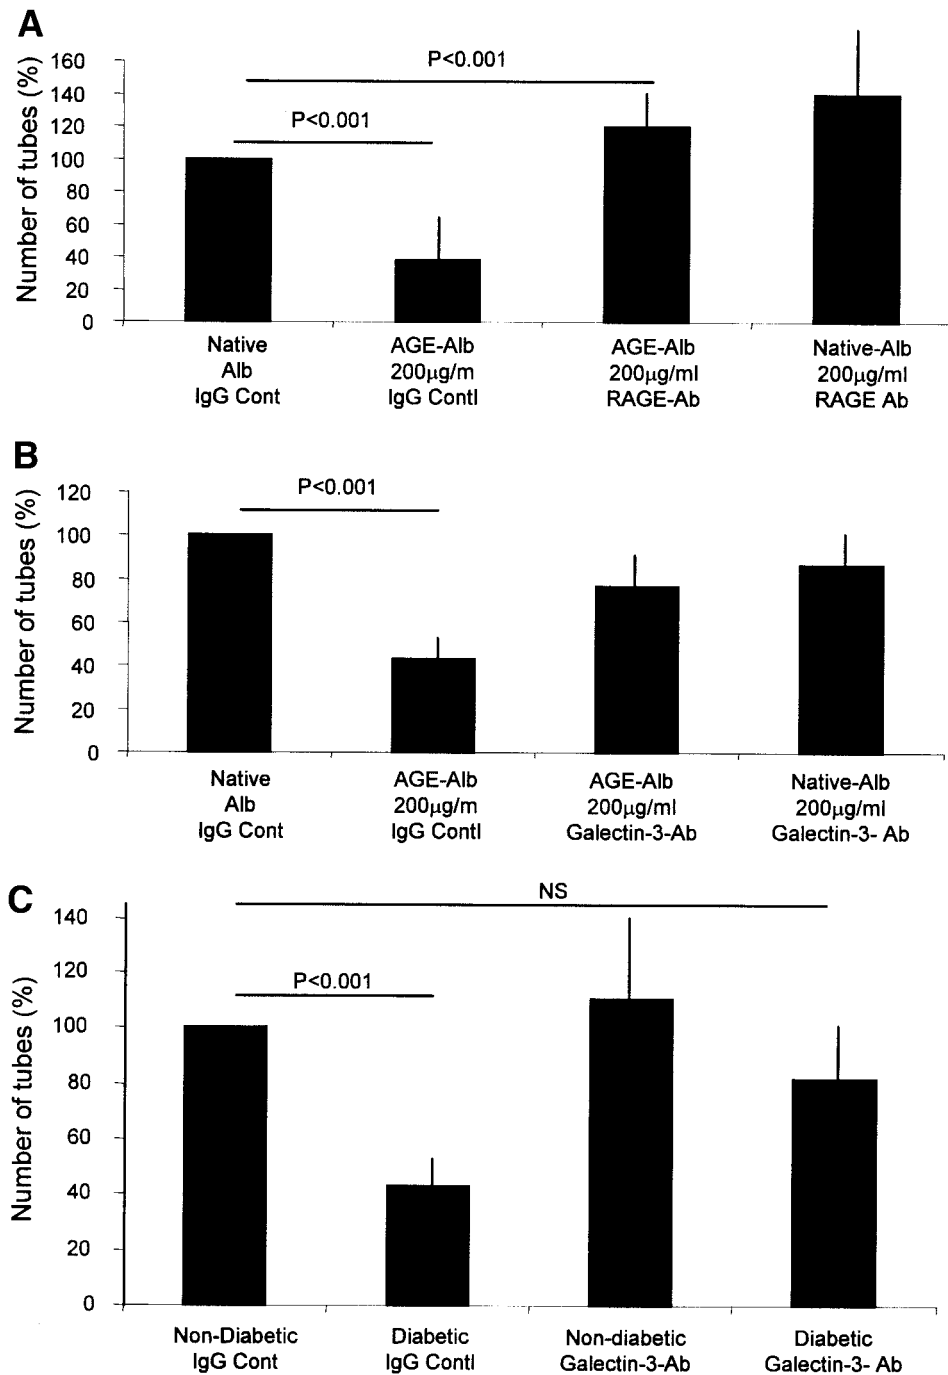 A
Number of tubes (%)
160
140
120
100
80
60
40
20
0
P<0.001
P<0.001
Native
Alb
IgG Cont
AGE-Alb
200µg/m
IgG Contl
AGE-Alb
200µg/ml
RAGE-Ab
Native-Alb
200µg/ml
RAGE Ab
B
Number of tubes (%)
120
100
80
60
40
20
0
P<0.001
Native
Alb
IgG Cont
AGE-Alb
200µg/m
IgG Contl
AGE-Alb
200µg/ml
Galectin-3-Ab
Native-Alb
200µg/ml
Galectin-3- Ab
C
Number of tubes (%)
140
120
100
80
60
40
20
0
NS
P<0.001
Non-Diabetic
IgG Cont
Diabetic
IgG Contl
Non-diabetic
Galectin-3-Ab
Diabetic
Galectin-3- Ab